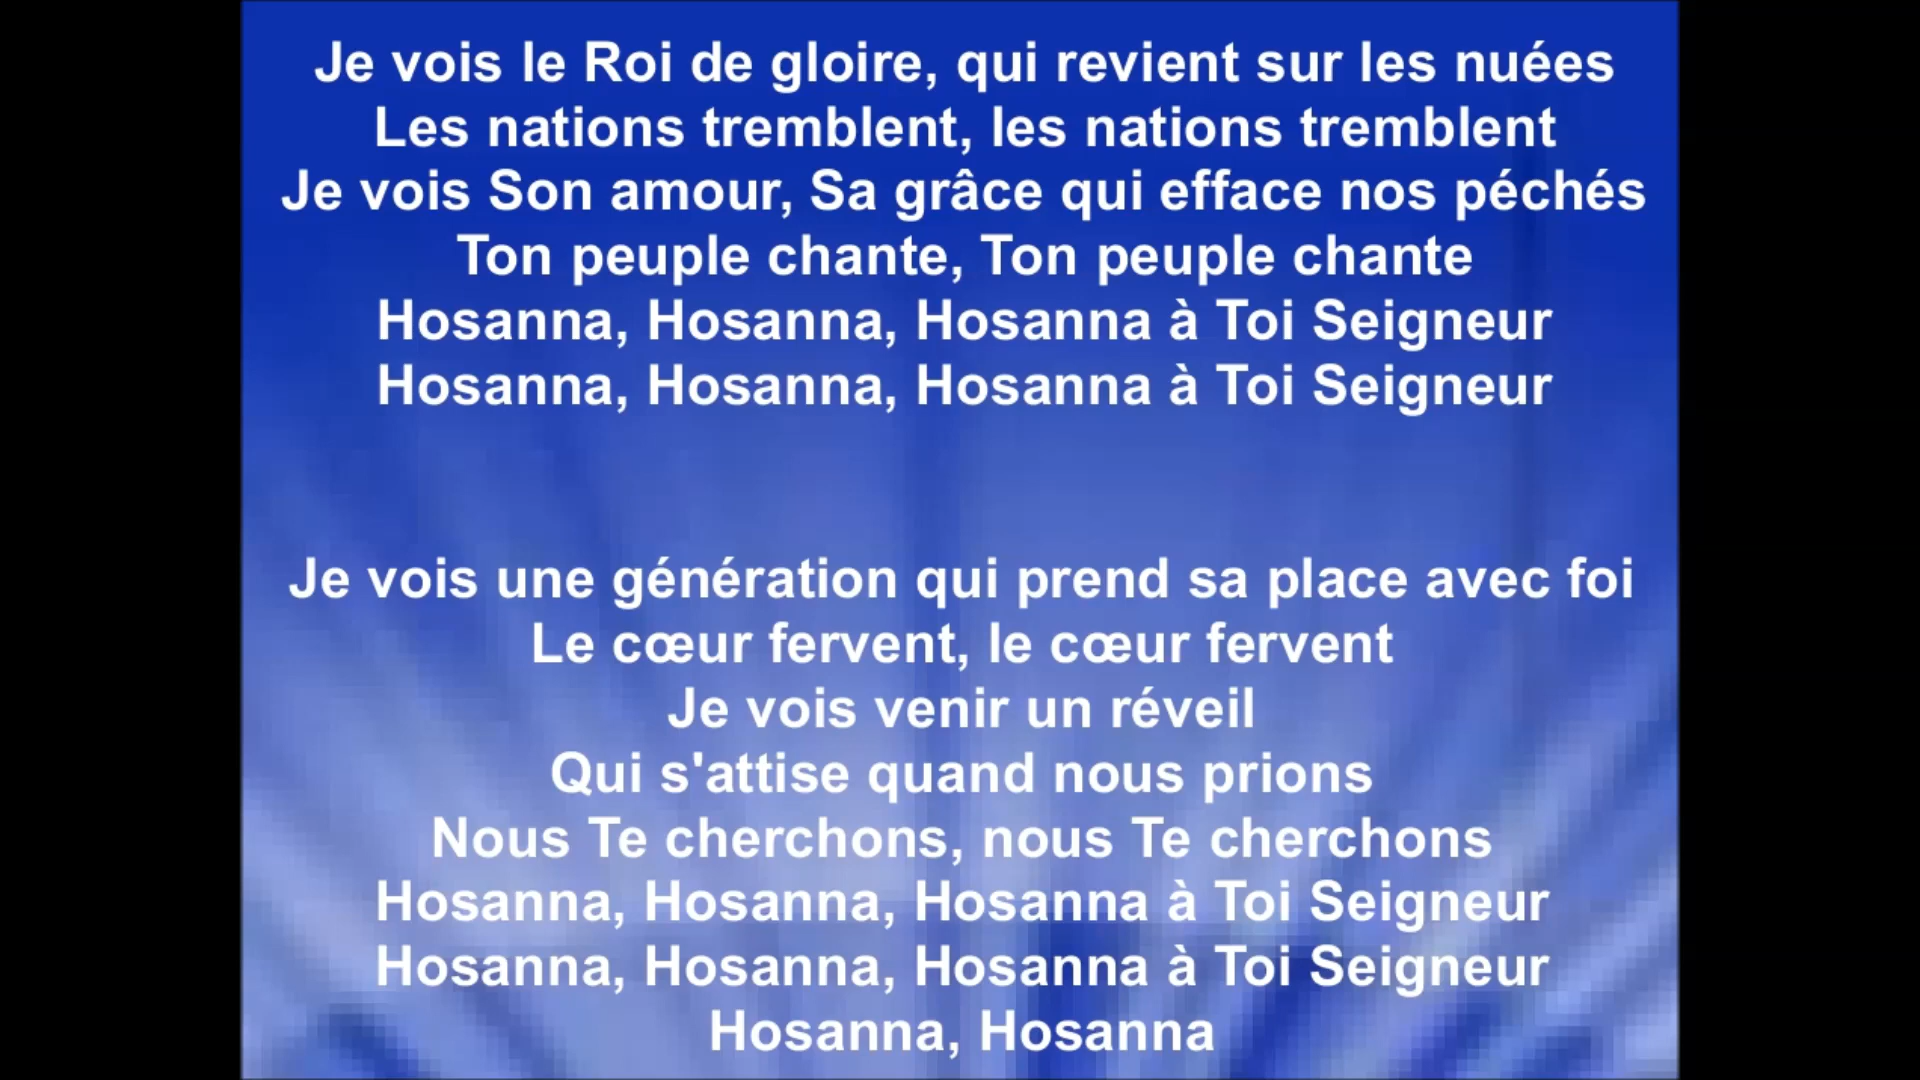 Je vois le Roi de gloire, qui revient sur les nuées
Les nations tremblent, les nations tremblent
Je vois Son amour, Sa grâce qui efface nos péchés
Ton peuple chante, Ton peuple chante
Hosanna, Hosanna, Hosanna à Toi Seigneur
Hosanna, Hosanna, Hosanna à Toi Seigneur
Je vois une génération qui prend sa place avec foi
Le cœur fervent, le cœur fervent
Je vois venir un réveil
Qui s'attise quand nous prions
Nous Te cherchons, nous Te cherchons
Hosanna, Hosanna, Hosanna à Toi Seigneur
Hosanna, Hosanna, Hosanna à Toi Seigneur
Hosanna, Hosanna